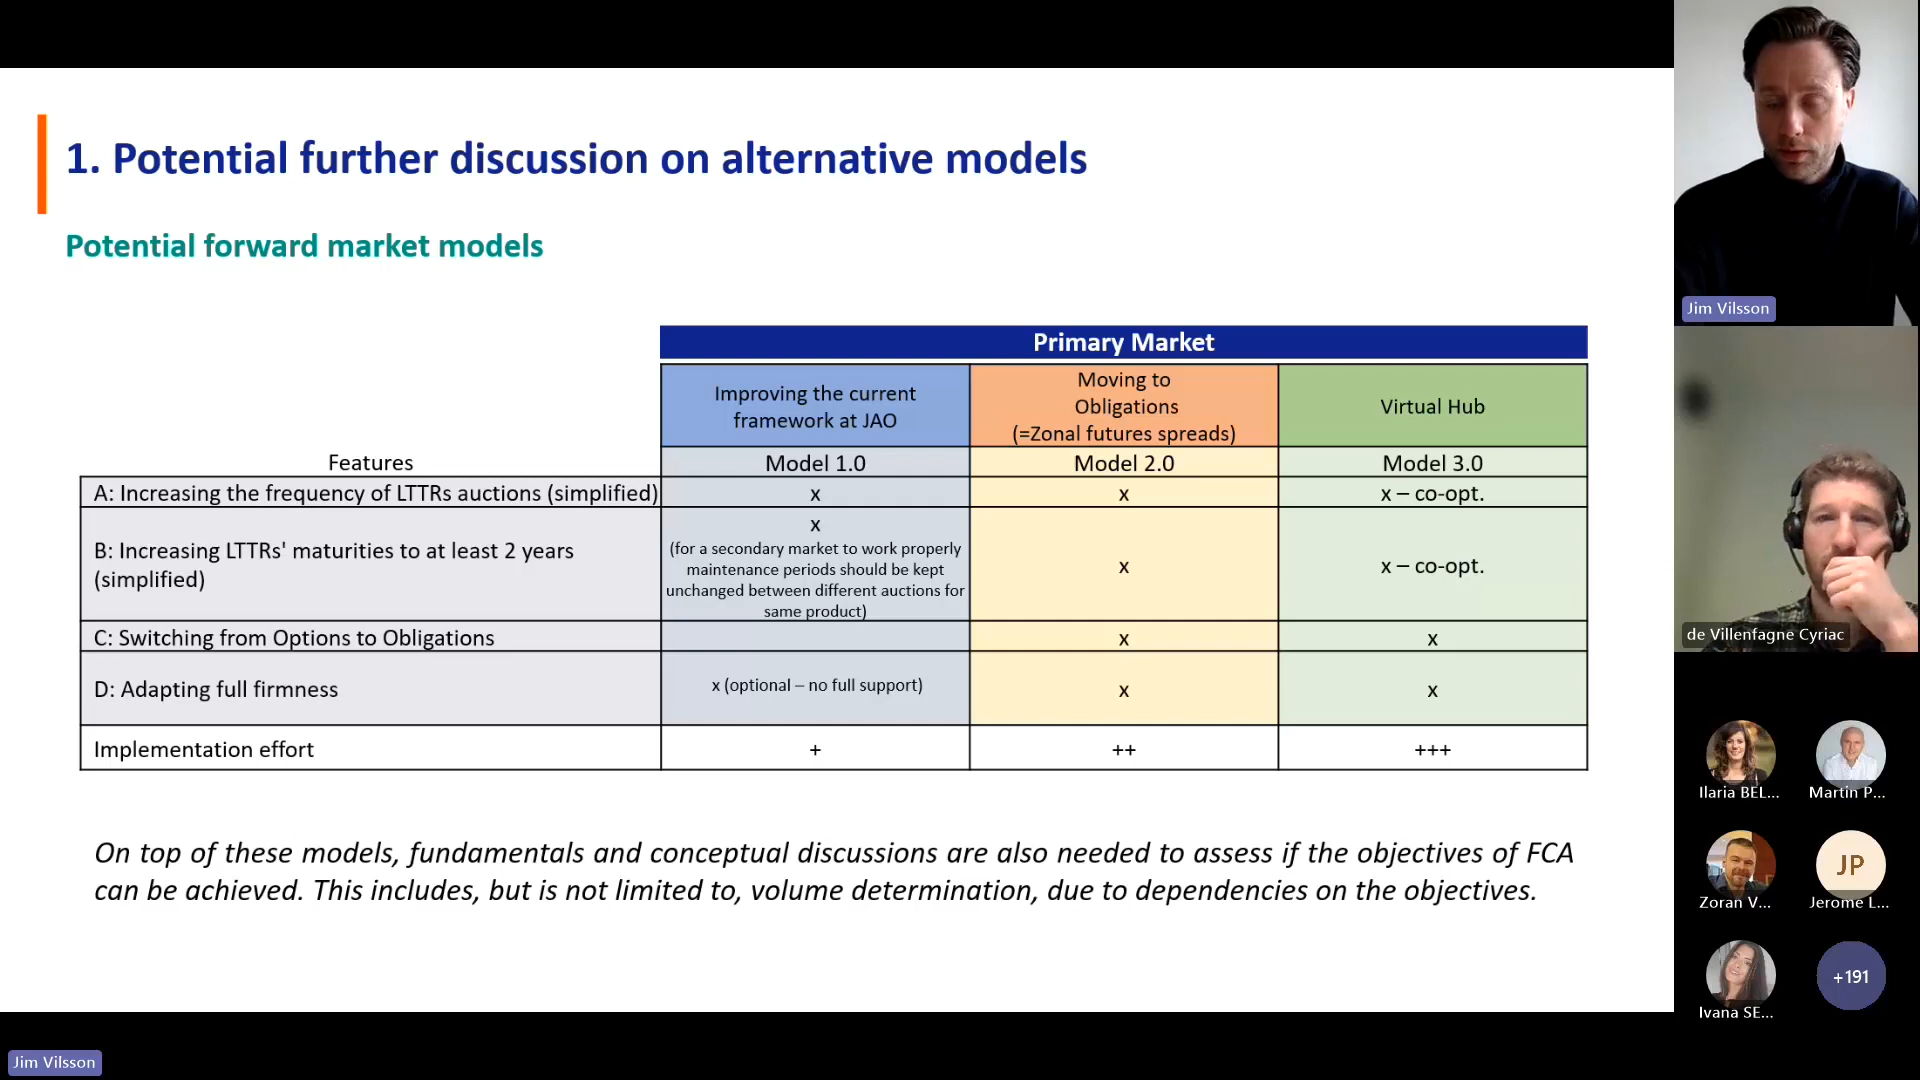 1. Potential further discussion on alternative models
Potential forward market models
Primary Market
Improving the current
framework at JAO
Moving to
Obligations
(=Zonal futures spreads)
Virtual Hub
Features
Model 1.0
Model 2.0
Model 3.0
A: Increasing the frequency of LTTRs auctions (simplified)
x
x
x – co-opt.
B: Increasing LTTRs' maturities to at least 2 years
(simplified)
x
(for a secondary market to work properly
maintenance periods should be kept
unchanged between different auctions for
same product)
x
x – co-opt.
C: Switching from Options to Obligations
x
x
D: Adapting full firmness
x (optional – no full support)
x
x
Implementation effort
+
++
+++
On top of these models, fundamentals and conceptual discussions are also needed to assess if the objectives of FCA
can be achieved. This includes, but is not limited to, volume determination, due to dependencies on the objectives.
Jim Vilsson
de Villenfagne Cyriac
Ilaria BEL...
Martin P...
Zoran V...
JP
Jerome L...
Ivana SE...
+191
Jim Vilsson